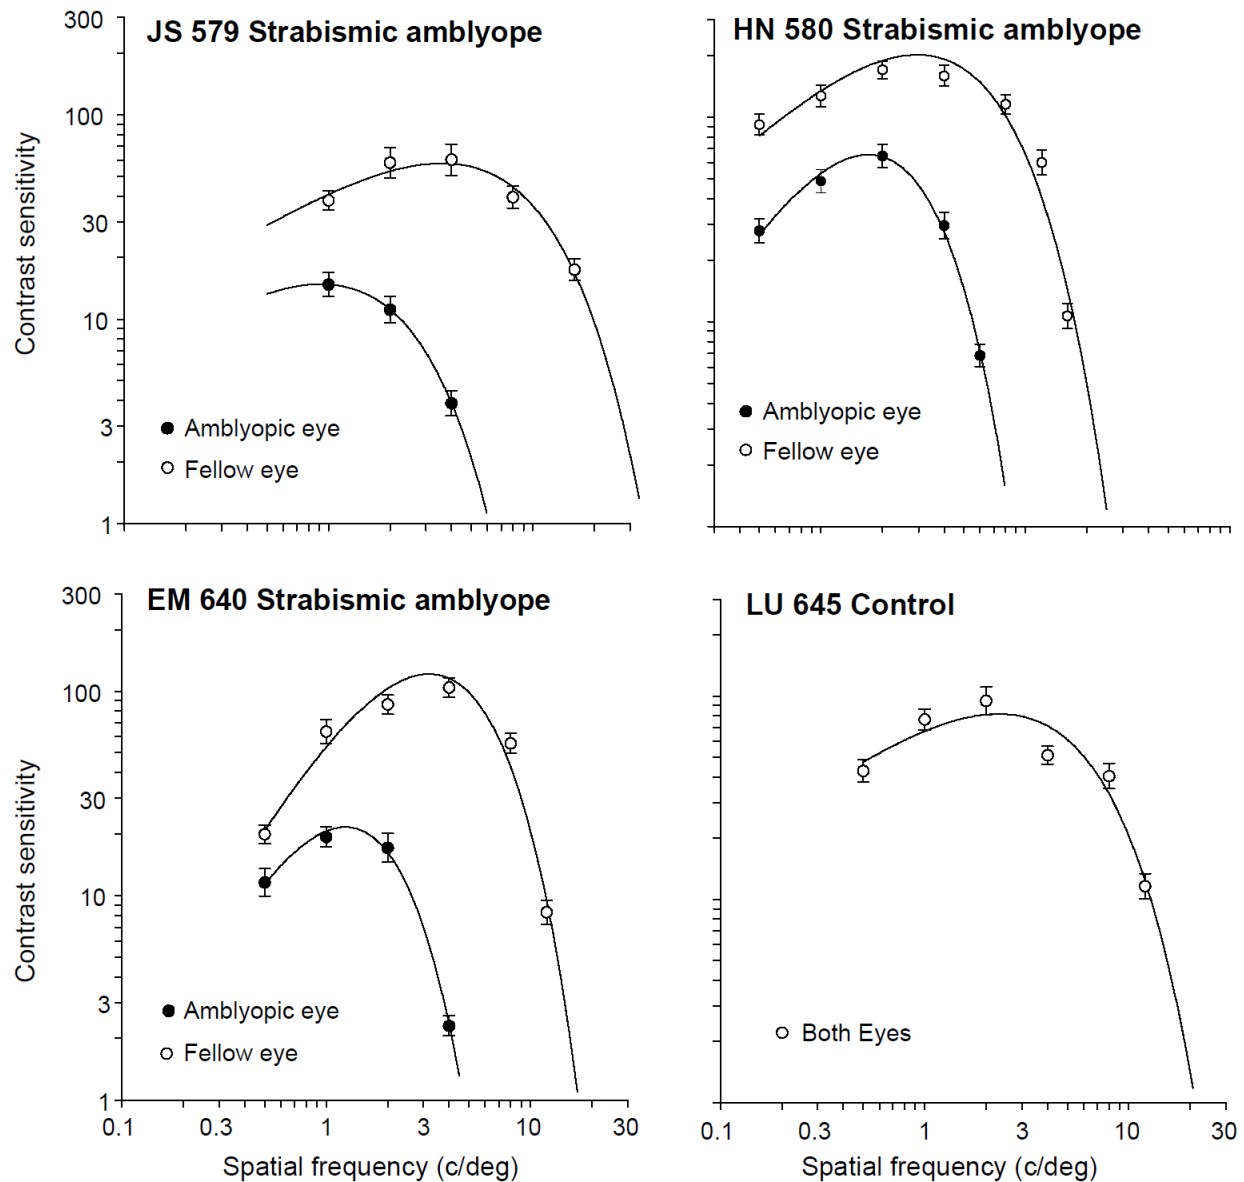 JS 579 Strabismic amblyope
300
100
30
10
3
1
Contrast sensitivity
Amblyopic eye
Fellow eye
HN 580 Strabismic amblyope
Amblyopic eye
Fellow eye
EM 640 Strabismic amblyope
300
100
30
10
3
1
Contrast sensitivity
Amblyopic eye
Fellow eye
0.1 0.3 1 3 10 30
Spatial frequency (c/deg)
LU 645 Control
Both Eyes
0.1 0.3 1 3 10 30
Spatial frequency (c/deg)